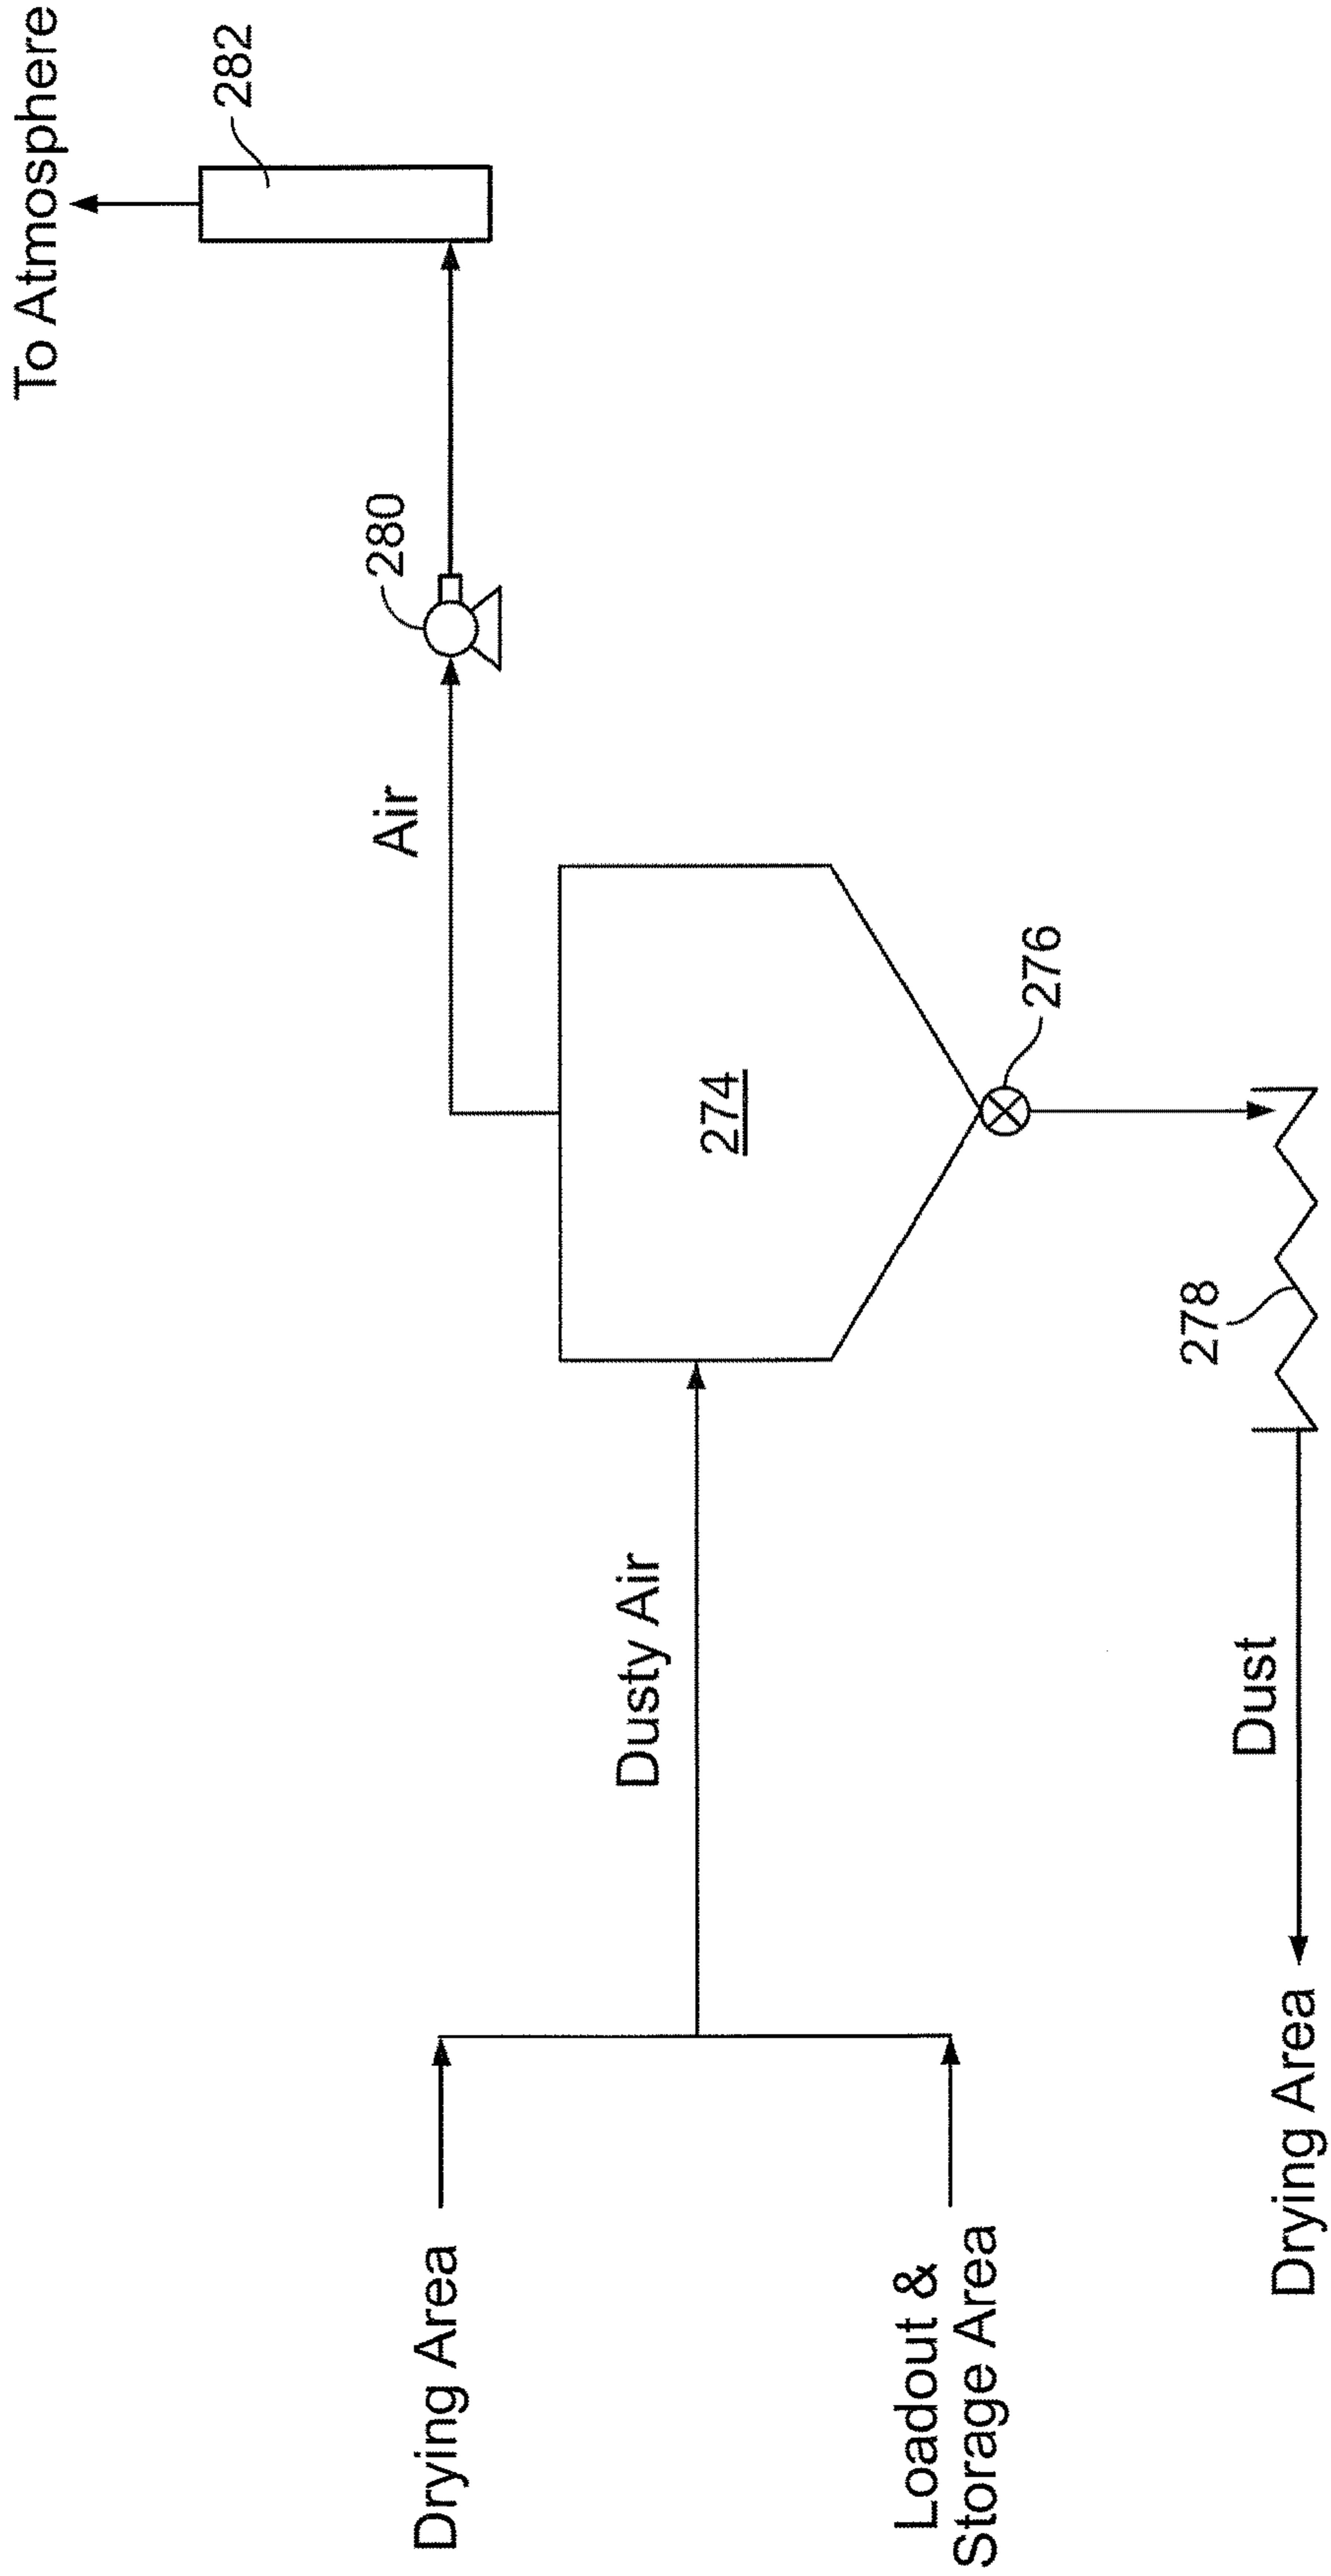 To Atmosphere
282
280
Air
274
276
Dusty Air
278
Dust
Drying Area
Loadout &
Storage Area
Drying Area